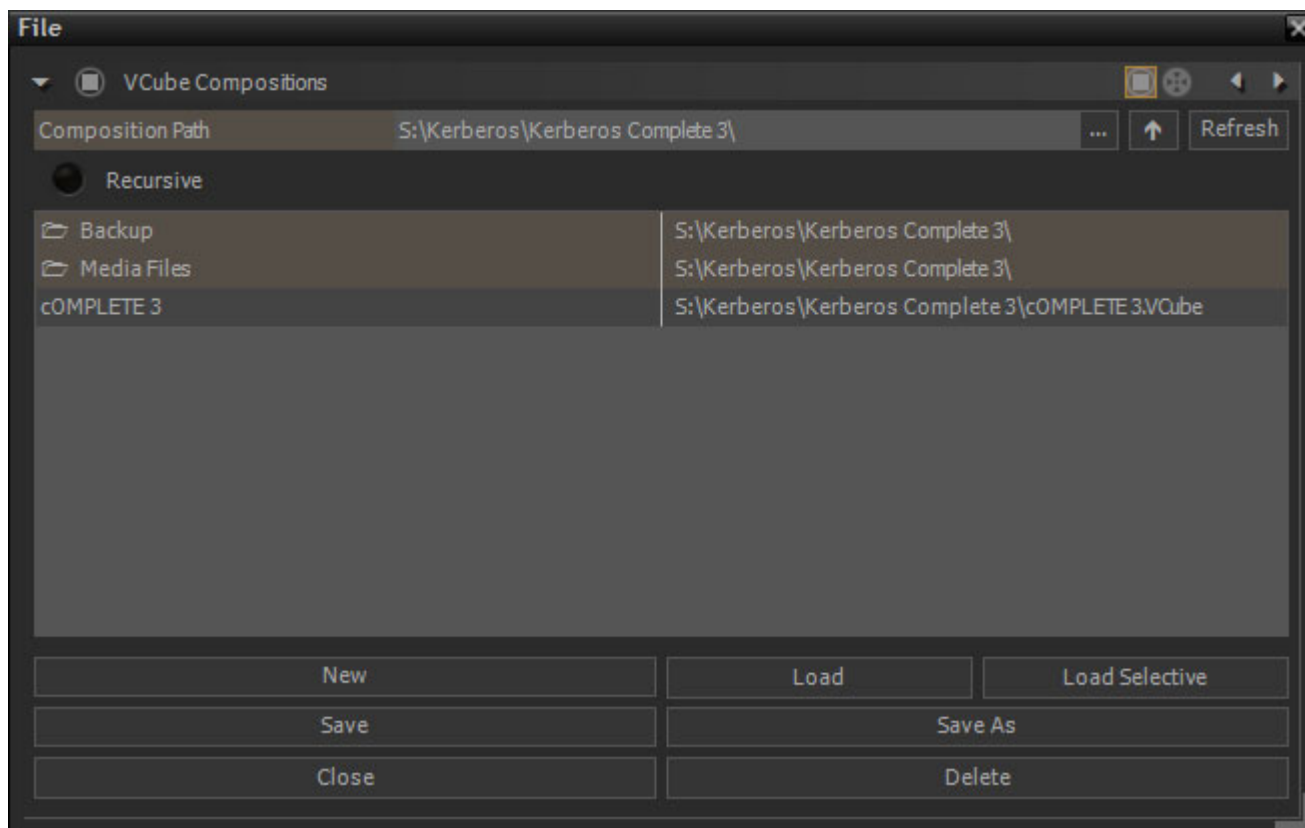 File
VCube Compositions
Composition Path S:\Kerberos\Kerberos Complete 3\ ... Refresh
Recursive
Backup S:\Kerberos\Kerberos Complete 3\
Media Files S:\Kerberos\Kerberos Complete 3\
cOMPLETE 3 S:\Kerberos\Kerberos Complete 3\cOMPLETE 3.VCube
New Load Load Selective
Save Save As
Close Delete